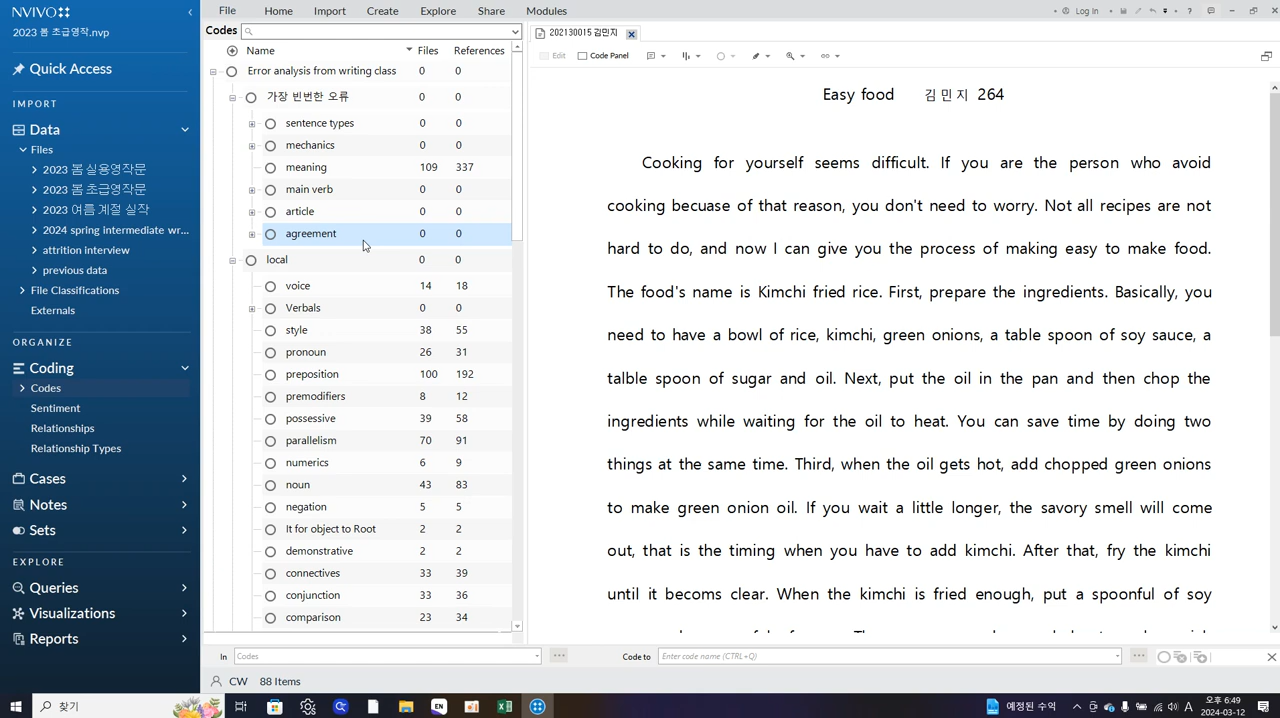 NVIVO
2023 봄 초급영작.nvp
Quick Access
IMPORT
Data
Files
2023 봄 실용영작문
2023 봄 초급영작문
2023 여름 계절 실작
2024 spring intermediate wr...
attrition interview
previous data
File Classifications
Externals
ORGANIZE
Coding
Codes
Sentiment
Relationships
Relationship Types
Cases
Notes
Sets
EXPLORE
Queries
Visualizations
Reports
File Home Import Create Explore Share Modules
Log In
Codes
Name Files References
Error analysis from writing class 0 0
가장 빈번한 오류 0 0
sentence types 0 0
mechanics 0 0
meaning 109 337
main verb 0 0
article 0 0
agreement 0 0
local 0 0
voice 14 18
Verbals 0 0
style 38 55
pronoun 26 31
preposition 100 192
premodifiers 8 12
possessive 39 58
parallelism 70 91
numerics 6 9
noun 43 83
negation 5 5
It for object to Root 2 2
demonstrative 2 2
connectives 33 39
conjunction 33 36
comparison 23 34
202130015 김민지
Edit Code Panel
Easy food 김 민 지 264
Cooking for yourself seems difficult. If you are the person who avoid
cooking becuase of that reason, you don't need to worry. Not all recipes are not
hard to do, and now I can give you the process of making easy to make food.
The food's name is Kimchi fried rice. First, prepare the ingredients. Basically, you
need to have a bowl of rice, kimchi, green onions, a table spoon of soy sauce, a
talble spoon of sugar and oil. Next, put the oil in the pan and then chop the
ingredients while waiting for the oil to heat. You can save time by doing two
things at the same time. Third, when the oil gets hot, add chopped green onions
to make green onion oil. If you wait a little longer, the savory smell will come
out, that is the timing when you have to add kimchi. After that, fry the kimchi
until it becoms clear. When the kimchi is fried enough, put a spoonful of soy
In Codes
Code to Enter code name (CTRL+Q)
CW 88 Items
찾기
EN
예정된 수익
A
오후 6:49
2024-03-12